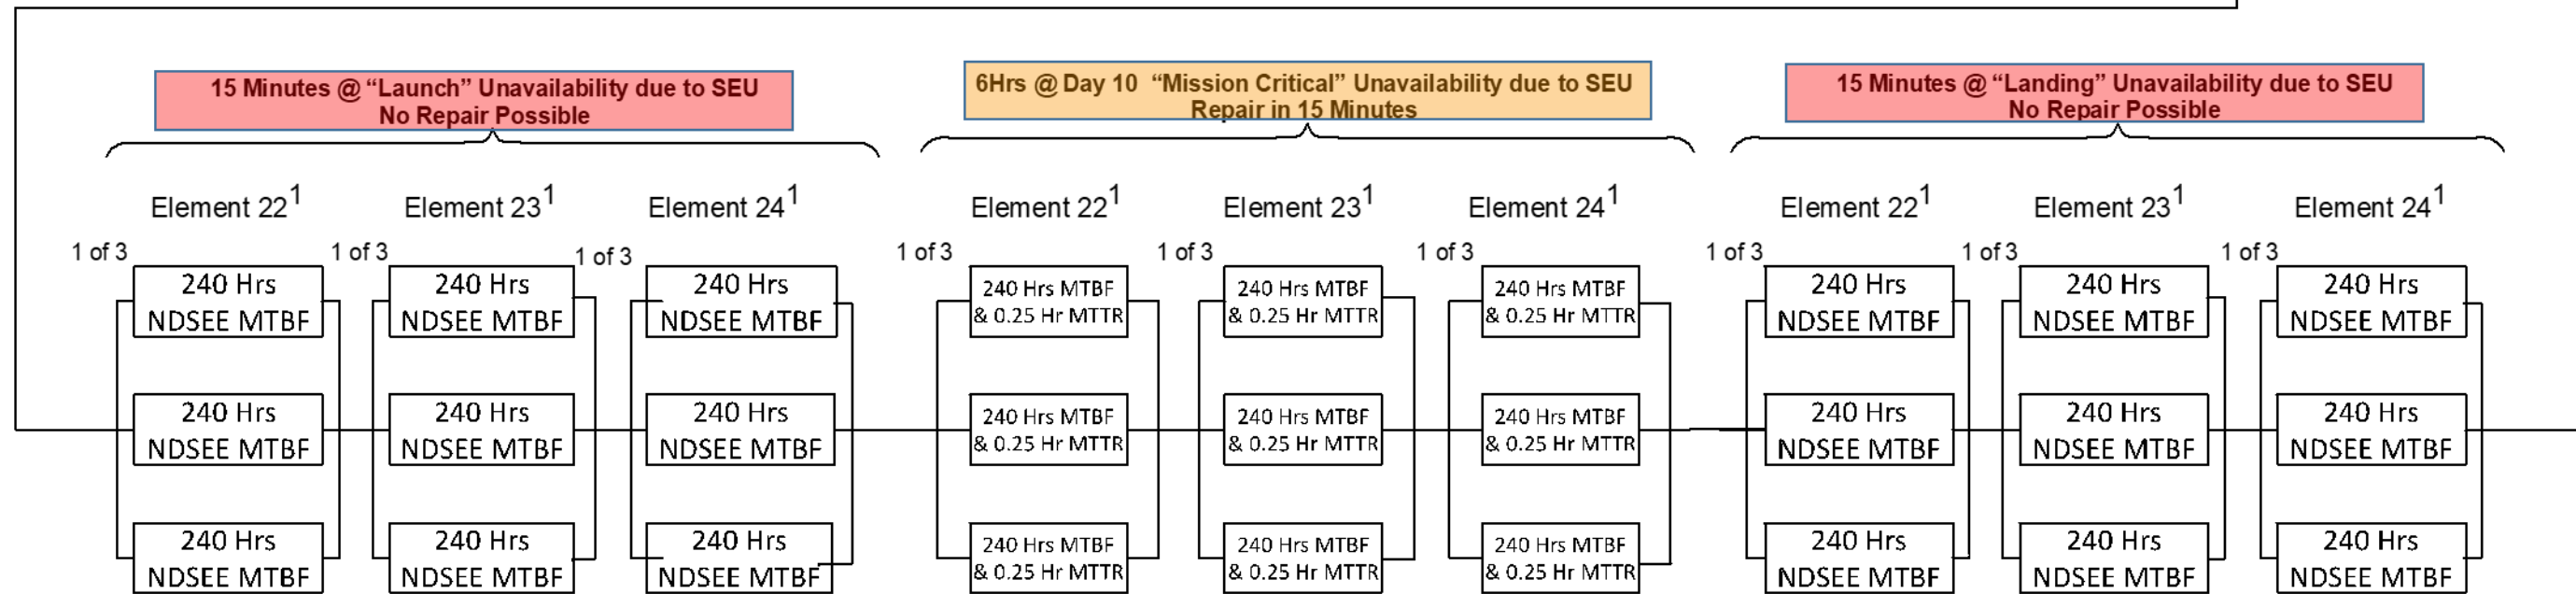 15 Minutes @ “Launch” Unavailability due to SEU
No Repair Possible
6Hrs @ Day 10 “Mission Critical” Unavailability due to SEU
Repair in 15 Minutes
15 Minutes @ “Landing” Unavailability due to SEU
No Repair Possible
Element 22¹
Element 23¹
Element 24¹
Element 22¹
Element 23¹
Element 24¹
Element 22¹
Element 23¹
Element 24¹
1 of 3
1 of 3
1 of 3
1 of 3
1 of 3
1 of 3
1 of 3
1 of 3
1 of 3
240 Hrs
NDSEE MTBF
240 Hrs
NDSEE MTBF
240 Hrs
NDSEE MTBF
240 Hrs MTBF
& 0.25 Hr MTTR
240 Hrs MTBF
& 0.25 Hr MTTR
240 Hrs MTBF
& 0.25 Hr MTTR
240 Hrs
NDSEE MTBF
240 Hrs
NDSEE MTBF
240 Hrs
NDSEE MTBF
240 Hrs
NDSEE MTBF
240 Hrs
NDSEE MTBF
240 Hrs
NDSEE MTBF
240 Hrs MTBF
& 0.25 Hr MTTR
240 Hrs MTBF
& 0.25 Hr MTTR
240 Hrs MTBF
& 0.25 Hr MTTR
240 Hrs
NDSEE MTBF
240 Hrs
NDSEE MTBF
240 Hrs
NDSEE MTBF
240 Hrs
NDSEE MTBF
240 Hrs
NDSEE MTBF
240 Hrs
NDSEE MTBF
240 Hrs MTBF
& 0.25 Hr MTTR
240 Hrs MTBF
& 0.25 Hr MTTR
240 Hrs MTBF
& 0.25 Hr MTTR
240 Hrs
NDSEE MTBF
240 Hrs
NDSEE MTBF
240 Hrs
NDSEE MTBF